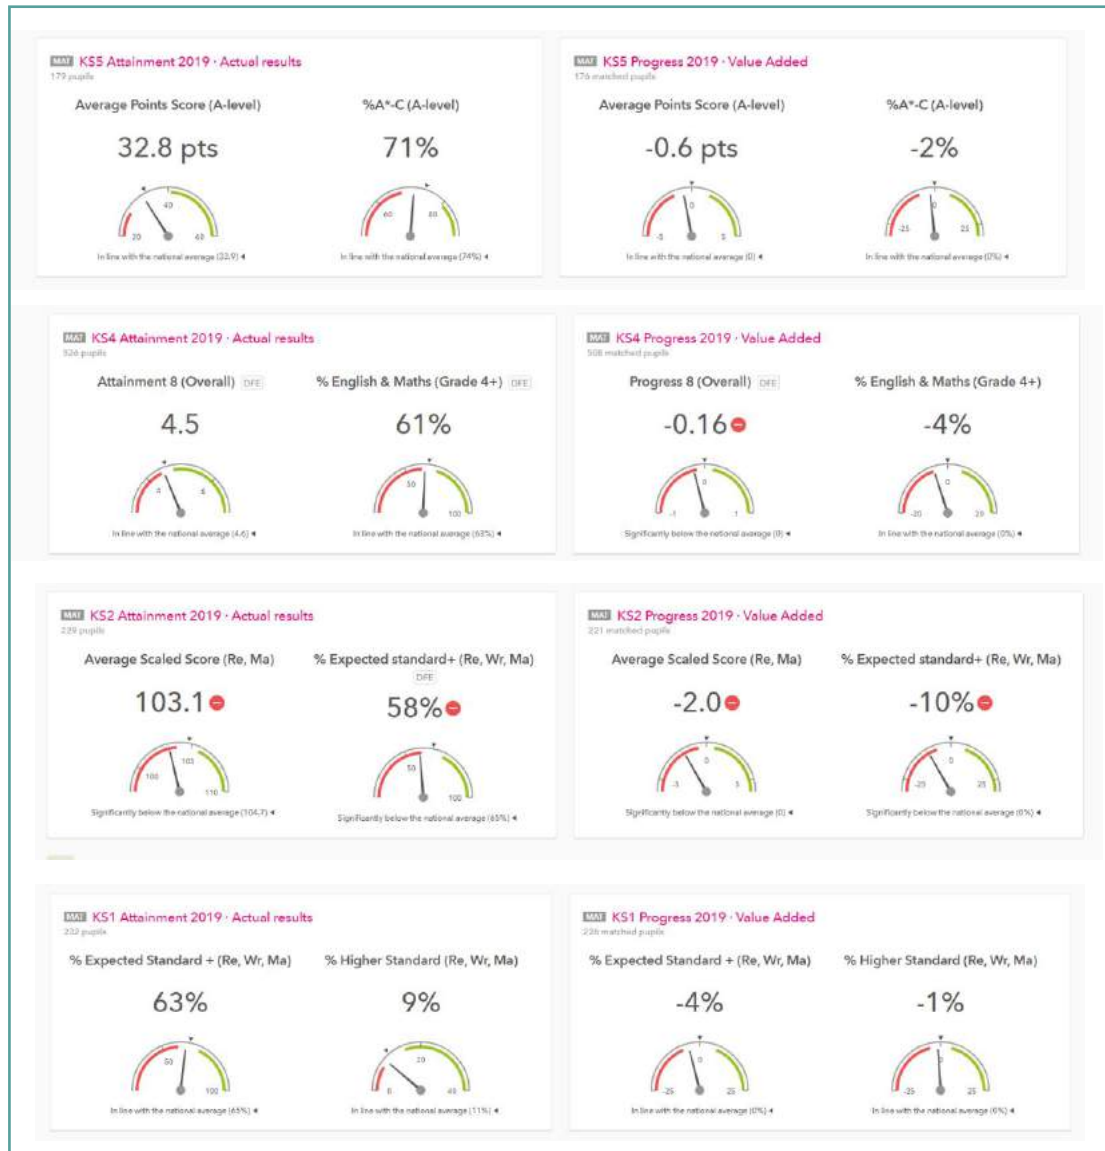 MAT KS5 Attainment 2019 · Actual results
179 pupils
Average Points Score (A-level) %A*-C (A-level)
32.8 pts 71%
40 60 80
20 60
In line with the national average (32.9) In line with the national average (74%)
MAT KS5 Progress 2019 · Value Added
176 matched pupils
Average Points Score (A-level) %A*-C (A-level)
-0.6 pts -2%
0 0
-5 5 -25 25
In line with the national average (0) In line with the national average (0%)
MAT KS4 Attainment 2019 · Actual results
526 pupils
Attainment 8 (Overall) DFE % English & Maths (Grade 4+) DFE
4.5 61%
6 50
100
In line with the national average (4.6) In line with the national average (63%)
MAT KS4 Progress 2019 · Value Added
508 matched pupils
Progress 8 (Overall) DFE % English & Maths (Grade 4+)
-0.16 -4%
0 0
-1 1 -20 20
Significantly below the national average (0) In line with the national average (0%)
MAT KS2 Attainment 2019 · Actual results
229 pupils
Average Scaled Score (Re, Ma) % Expected standard+ (Re, Wr, Ma)
DFE
103.1 58%
100 105 50
110 100
Significantly below the national average (104.7) Significantly below the national average (65%)
MAT KS2 Progress 2019 · Value Added
221 matched pupils
Average Scaled Score (Re, Ma) % Expected standard+ (Re, Wr, Ma)
-2.0 -10%
0 0
-5 5 -25 25
Significantly below the national average (0) Significantly below the national average (0%)
MAT KS1 Attainment 2019 · Actual results
232 pupils
% Expected Standard + (Re, Wr, Ma) % Higher Standard (Re, Wr, Ma)
63% 9%
50 20
100 0 40
In line with the national average (65%) In line with the national average (11%)
MAT KS1 Progress 2019 · Value Added
226 matched pupils
% Expected Standard + (Re, Wr, Ma) % Higher Standard (Re, Wr, Ma)
-4% -1%
0 0
-25 25 -25 25
In line with the national average (0%) In line with the national average (0%)